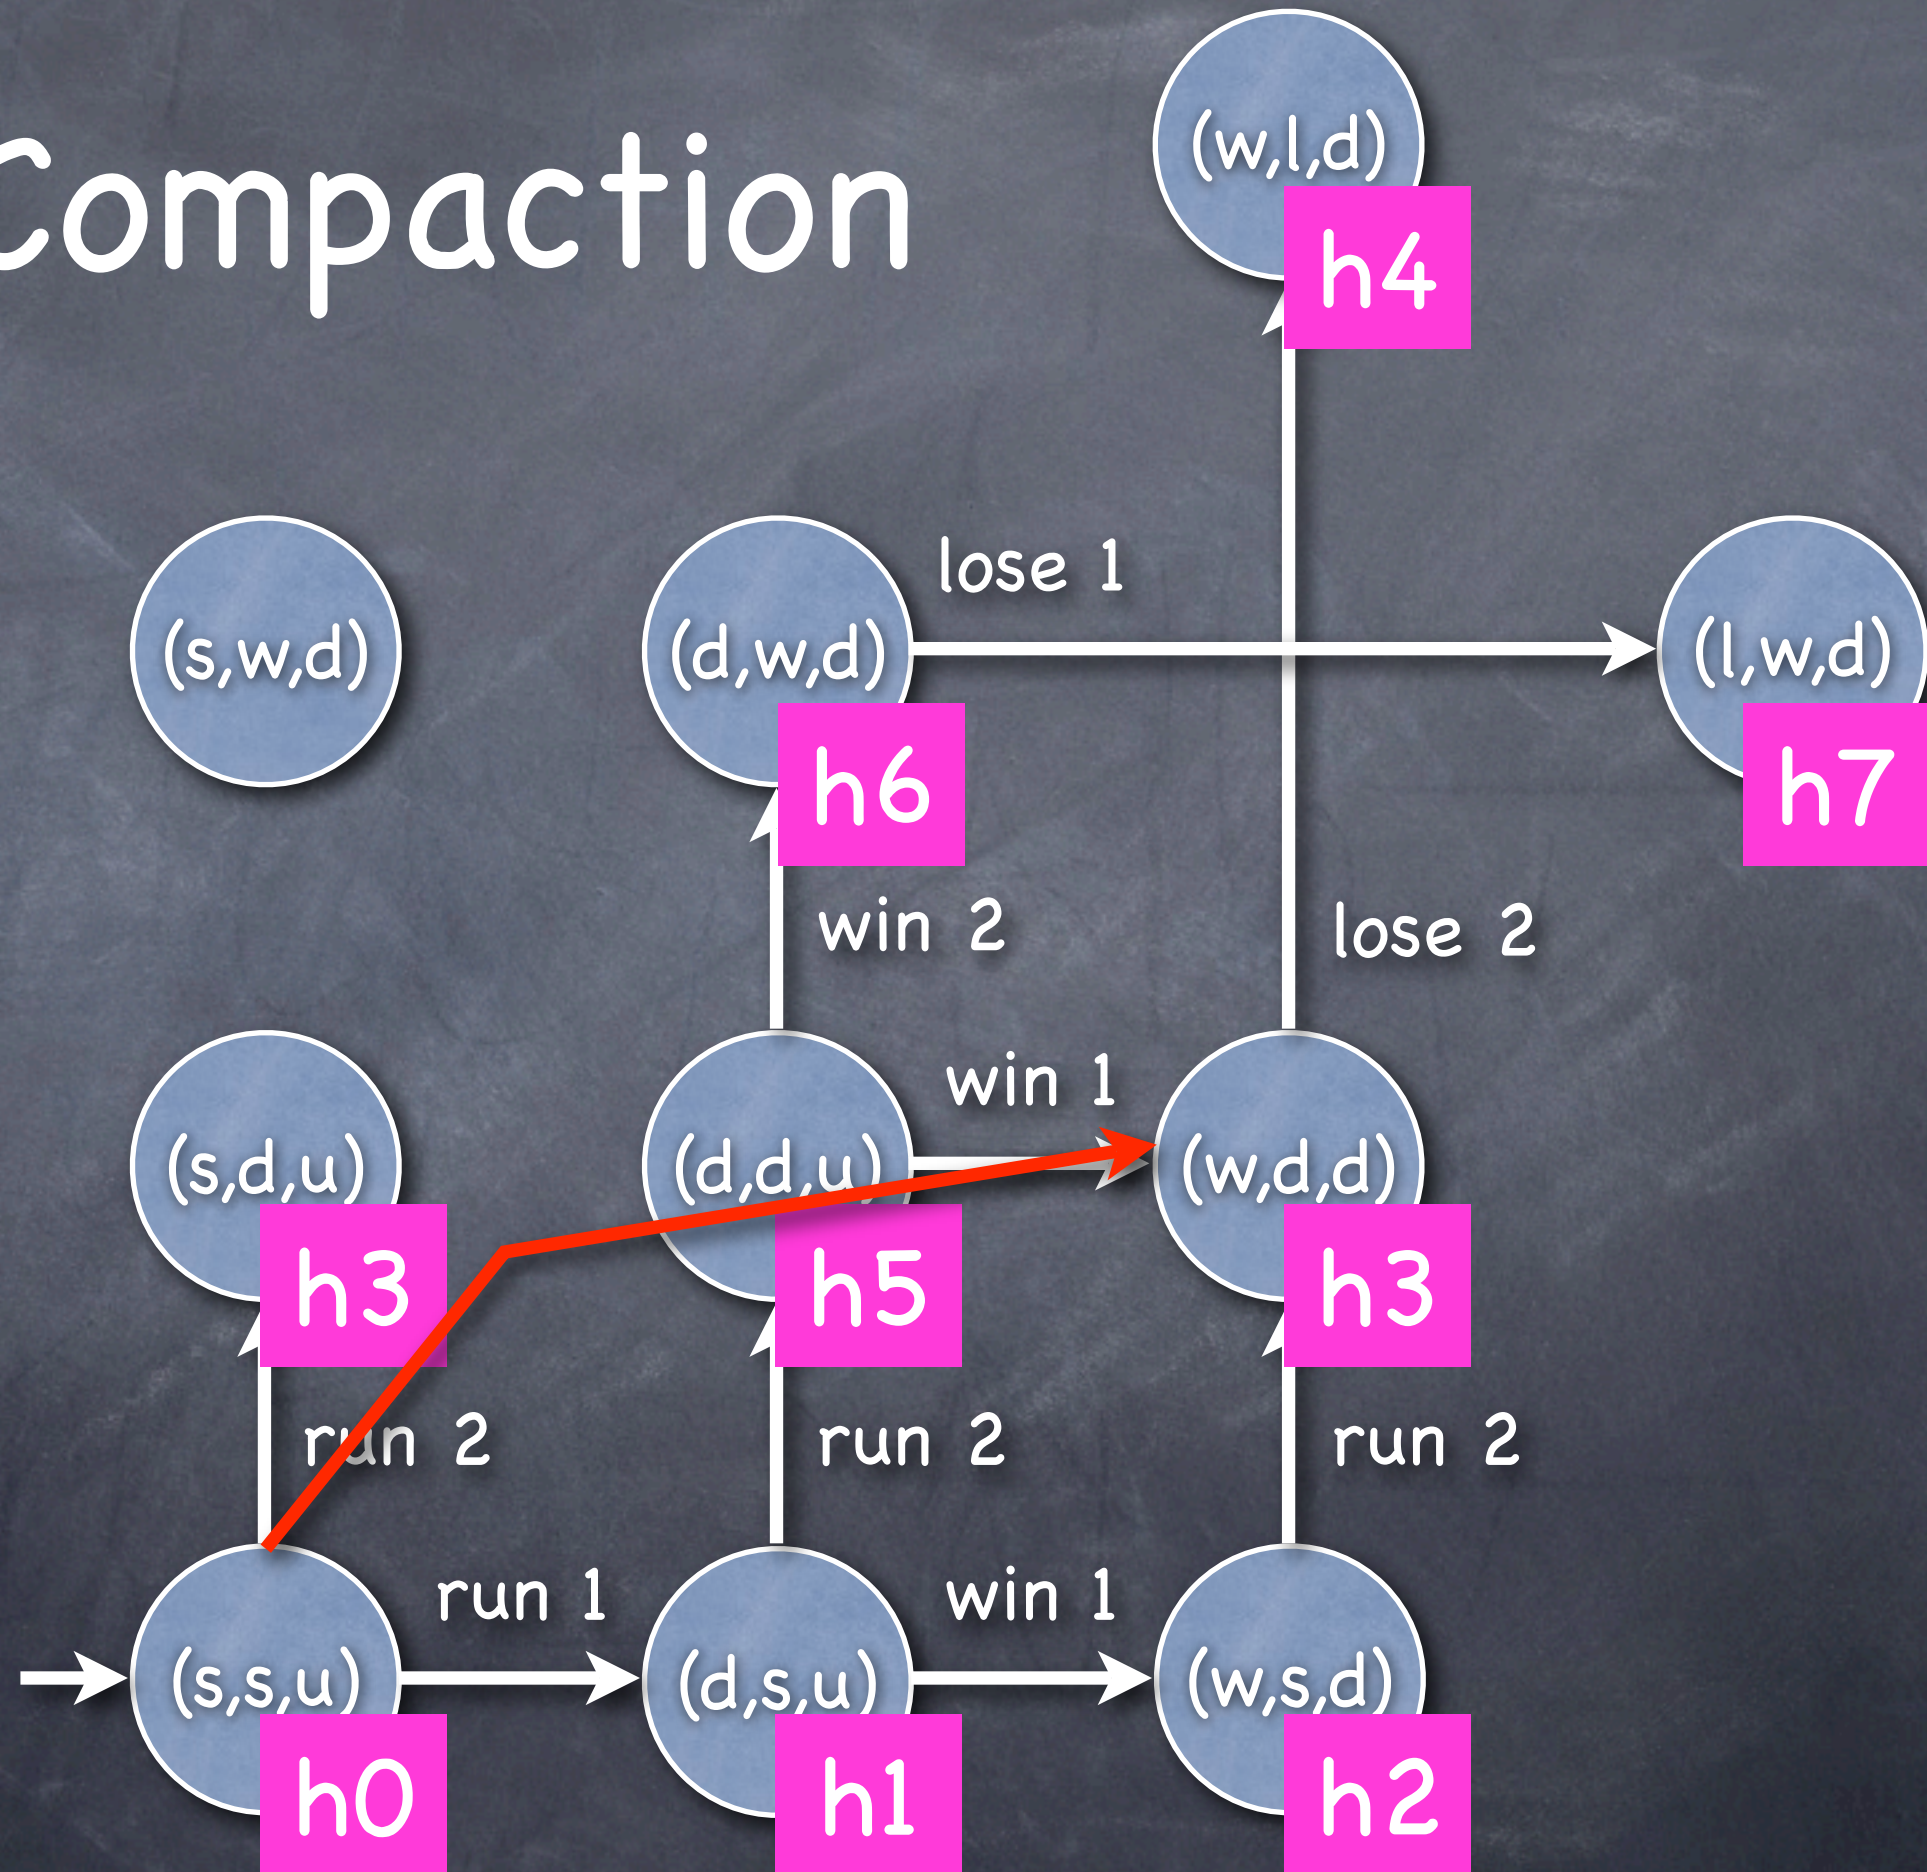 Compaction
(w,l,d)
h4
lose 1
(s,w,d)
(d,w,d)
(l,w,d)
h6
h7
win 2
lose 2
win 1
(s,d,u)
(d,d,u)
(w,d,d)
h3
h5
h3
run 2
run 2
run 2
run 1
win 1
(s,s,u)
(d,s,u)
(w,s,d)
h0
h1
h2